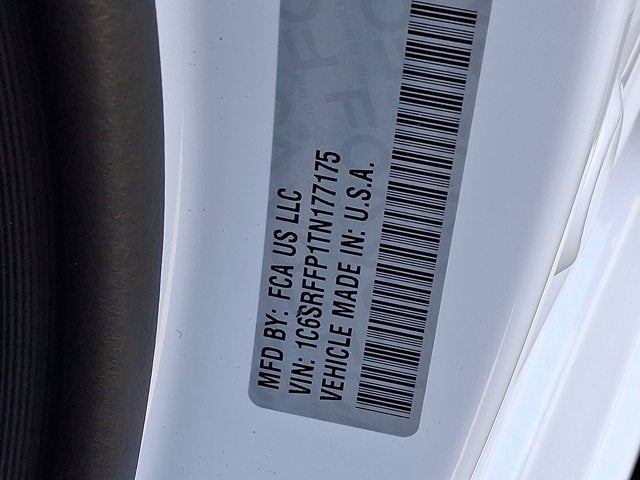 MFD BY: FCA US LLC
VIN: 1C6SRFFP1TN177175
VEHICLE MADE IN: U.S.A.